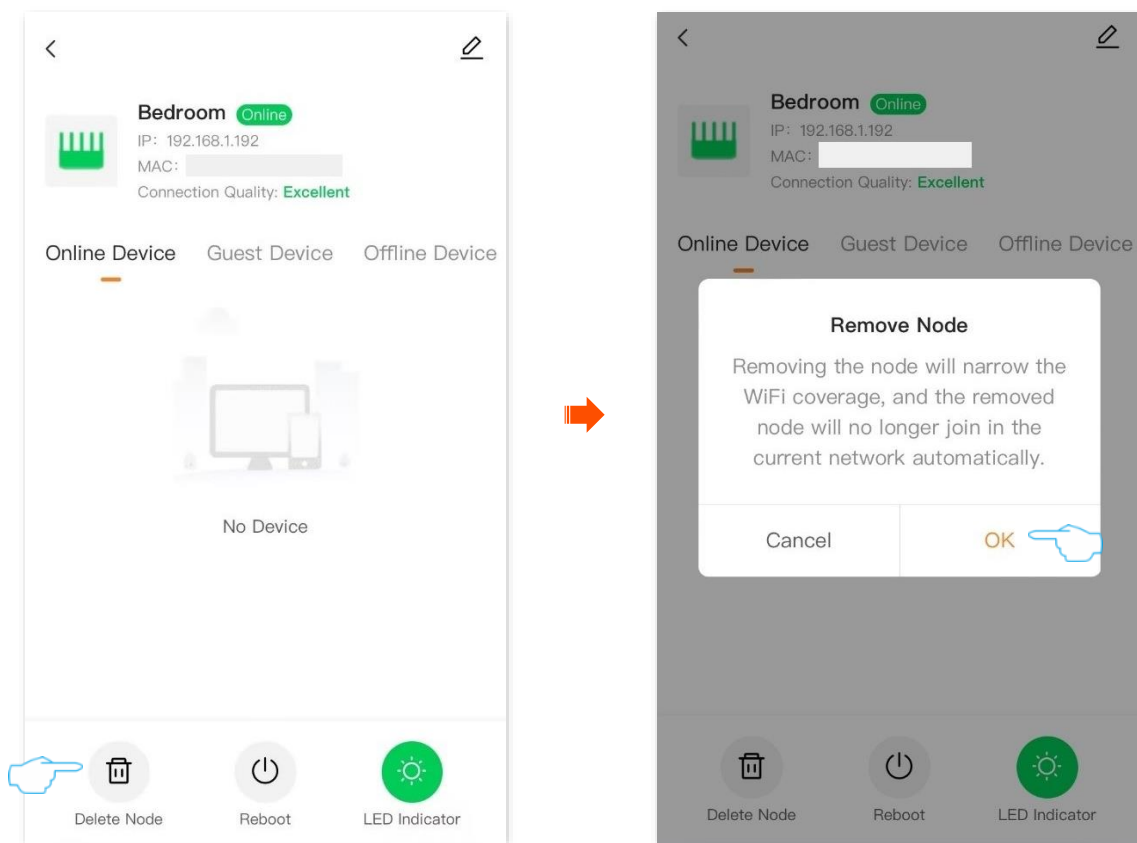 Bedroom Online
IP: 192.168.1.192
MAC:
Connection Quality: Excellent
Online Device Guest Device Offline Device
No Device
Delete Node Reboot LED Indicator
Bedroom Online
IP: 192.168.1.192
MAC:
Connection Quality: Excellent
Online Device Guest Device Offline Device
Remove Node
Removing the node will narrow the
WiFi coverage, and the removed
node will no longer join in the
current network automatically.
Cancel OK
Delete Node Reboot LED Indicator